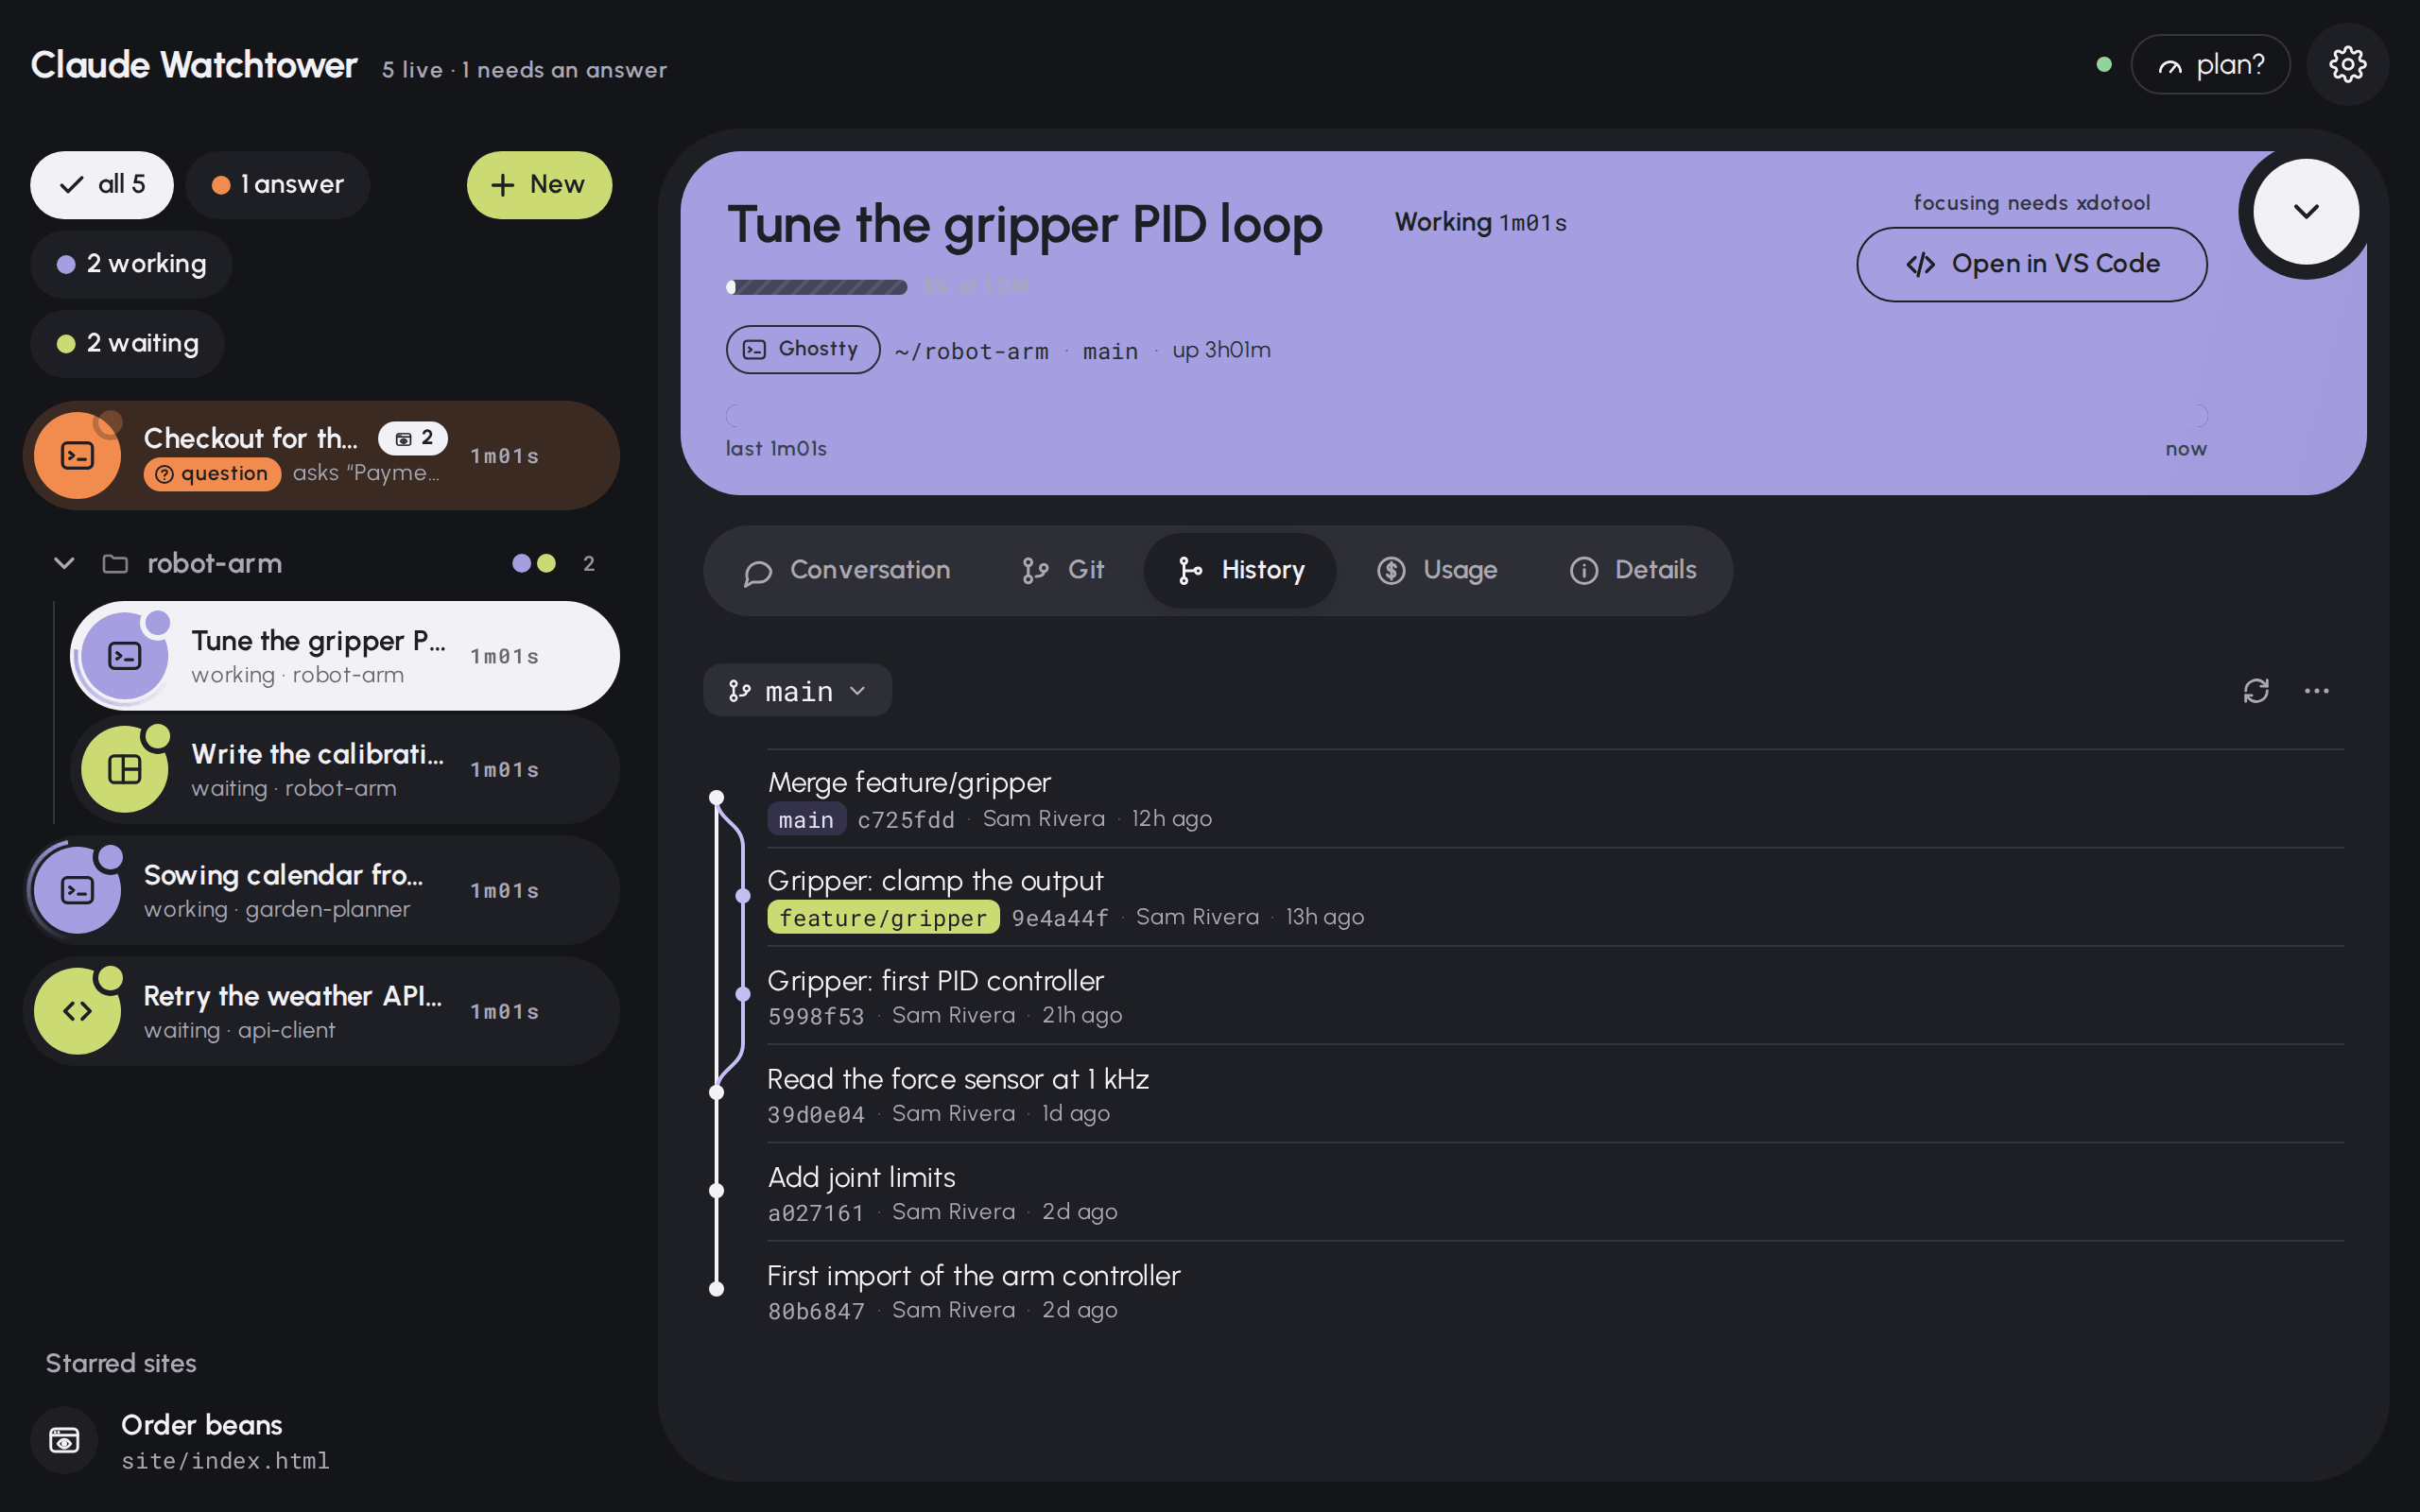 Claude Watchtower 5 live · 1 needs an answer
plan?
all 5
1 answer
New
2 working
2 waiting
Checkout for th... 2
question asks “Payme...
1m01s
robot-arm 2
Tune the gripper P...
working · robot-arm
1m01s
Write the calibrati...
waiting · robot-arm
1m01s
Sowing calendar fro...
working · garden-planner
1m01s
Retry the weather API...
waiting · api-client
1m01s
Starred sites
Order beans
site/index.html
Tune the gripper PID loop
Working 1m01s
focusing needs xdotool
Open in VS Code
Ghostty ~/robot-arm · main · up 3h01m
last 1m01s
now
Conversation
Git
History
Usage
Details
main
Merge feature/gripper
main c725fdd · Sam Rivera · 12h ago
Gripper: clamp the output
feature/gripper 9e4a44f · Sam Rivera · 13h ago
Gripper: first PID controller
5998f53 · Sam Rivera · 21h ago
Read the force sensor at 1 kHz
39d0e04 · Sam Rivera · 1d ago
Add joint limits
a027161 · Sam Rivera · 2d ago
First import of the arm controller
80b6847 · Sam Rivera · 2d ago